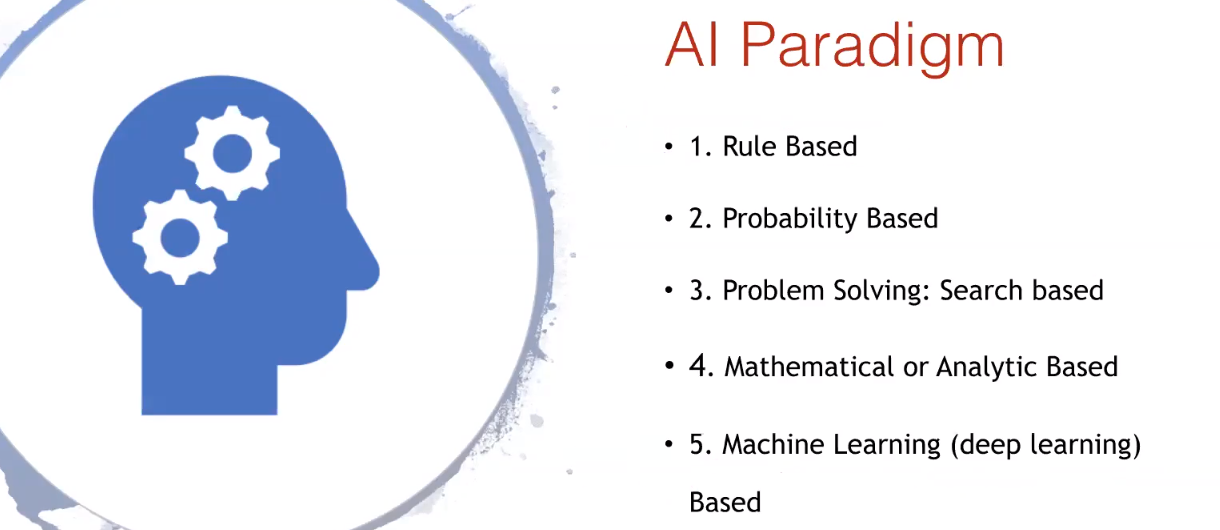 AI Paradigm
• 1. Rule Based
• 2. Probability Based
• 3. Problem Solving: Search based
• 4. Mathematical or Analytic Based
• 5. Machine Learning (deep learning)
Based